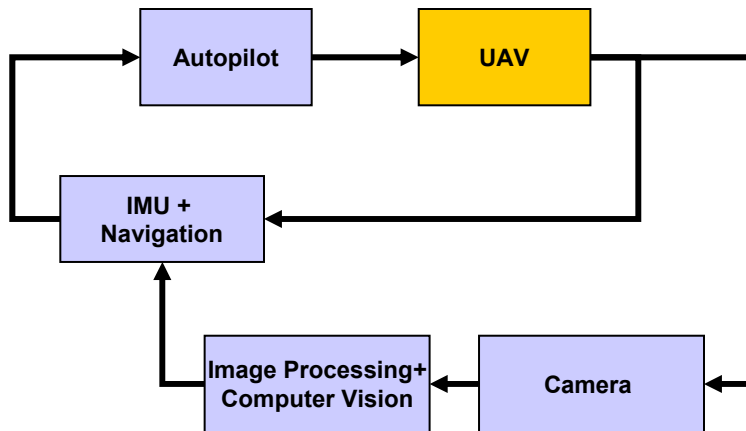 Autopilot
UAV
IMU +
Navigation
Image Processing+
Computer Vision
Camera